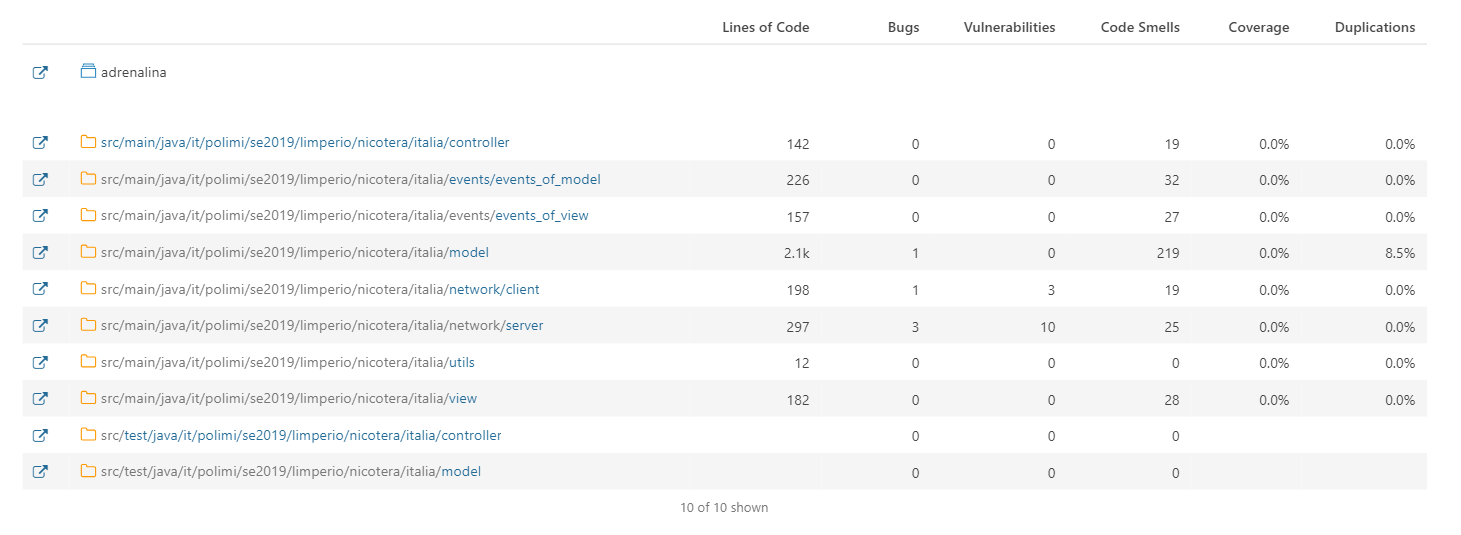 Lines of Code Bugs Vulnerabilities Code Smells Coverage Duplications
adrenalina
src/main/java/it/polimi/se2019/limperio/nicotera/italia/controller 142 0 0 19 0.0% 0.0%
src/main/java/it/polimi/se2019/limperio/nicotera/italia/events/events_of_model 226 0 0 32 0.0% 0.0%
src/main/java/it/polimi/se2019/limperio/nicotera/italia/events/events_of_view 157 0 0 27 0.0% 0.0%
src/main/java/it/polimi/se2019/limperio/nicotera/italia/model 2.1k 1 0 219 0.0% 8.5%
src/main/java/it/polimi/se2019/limperio/nicotera/italia/network/client 198 1 3 19 0.0% 0.0%
src/main/java/it/polimi/se2019/limperio/nicotera/italia/network/server 297 3 10 25 0.0% 0.0%
src/main/java/it/polimi/se2019/limperio/nicotera/italia/utils 12 0 0 0 0.0% 0.0%
src/main/java/it/polimi/se2019/limperio/nicotera/italia/view 182 0 0 28 0.0% 0.0%
src/test/java/it/polimi/se2019/limperio/nicotera/italia/controller 0 0 0
src/test/java/it/polimi/se2019/limperio/nicotera/italia/model 0 0 0
10 of 10 shown